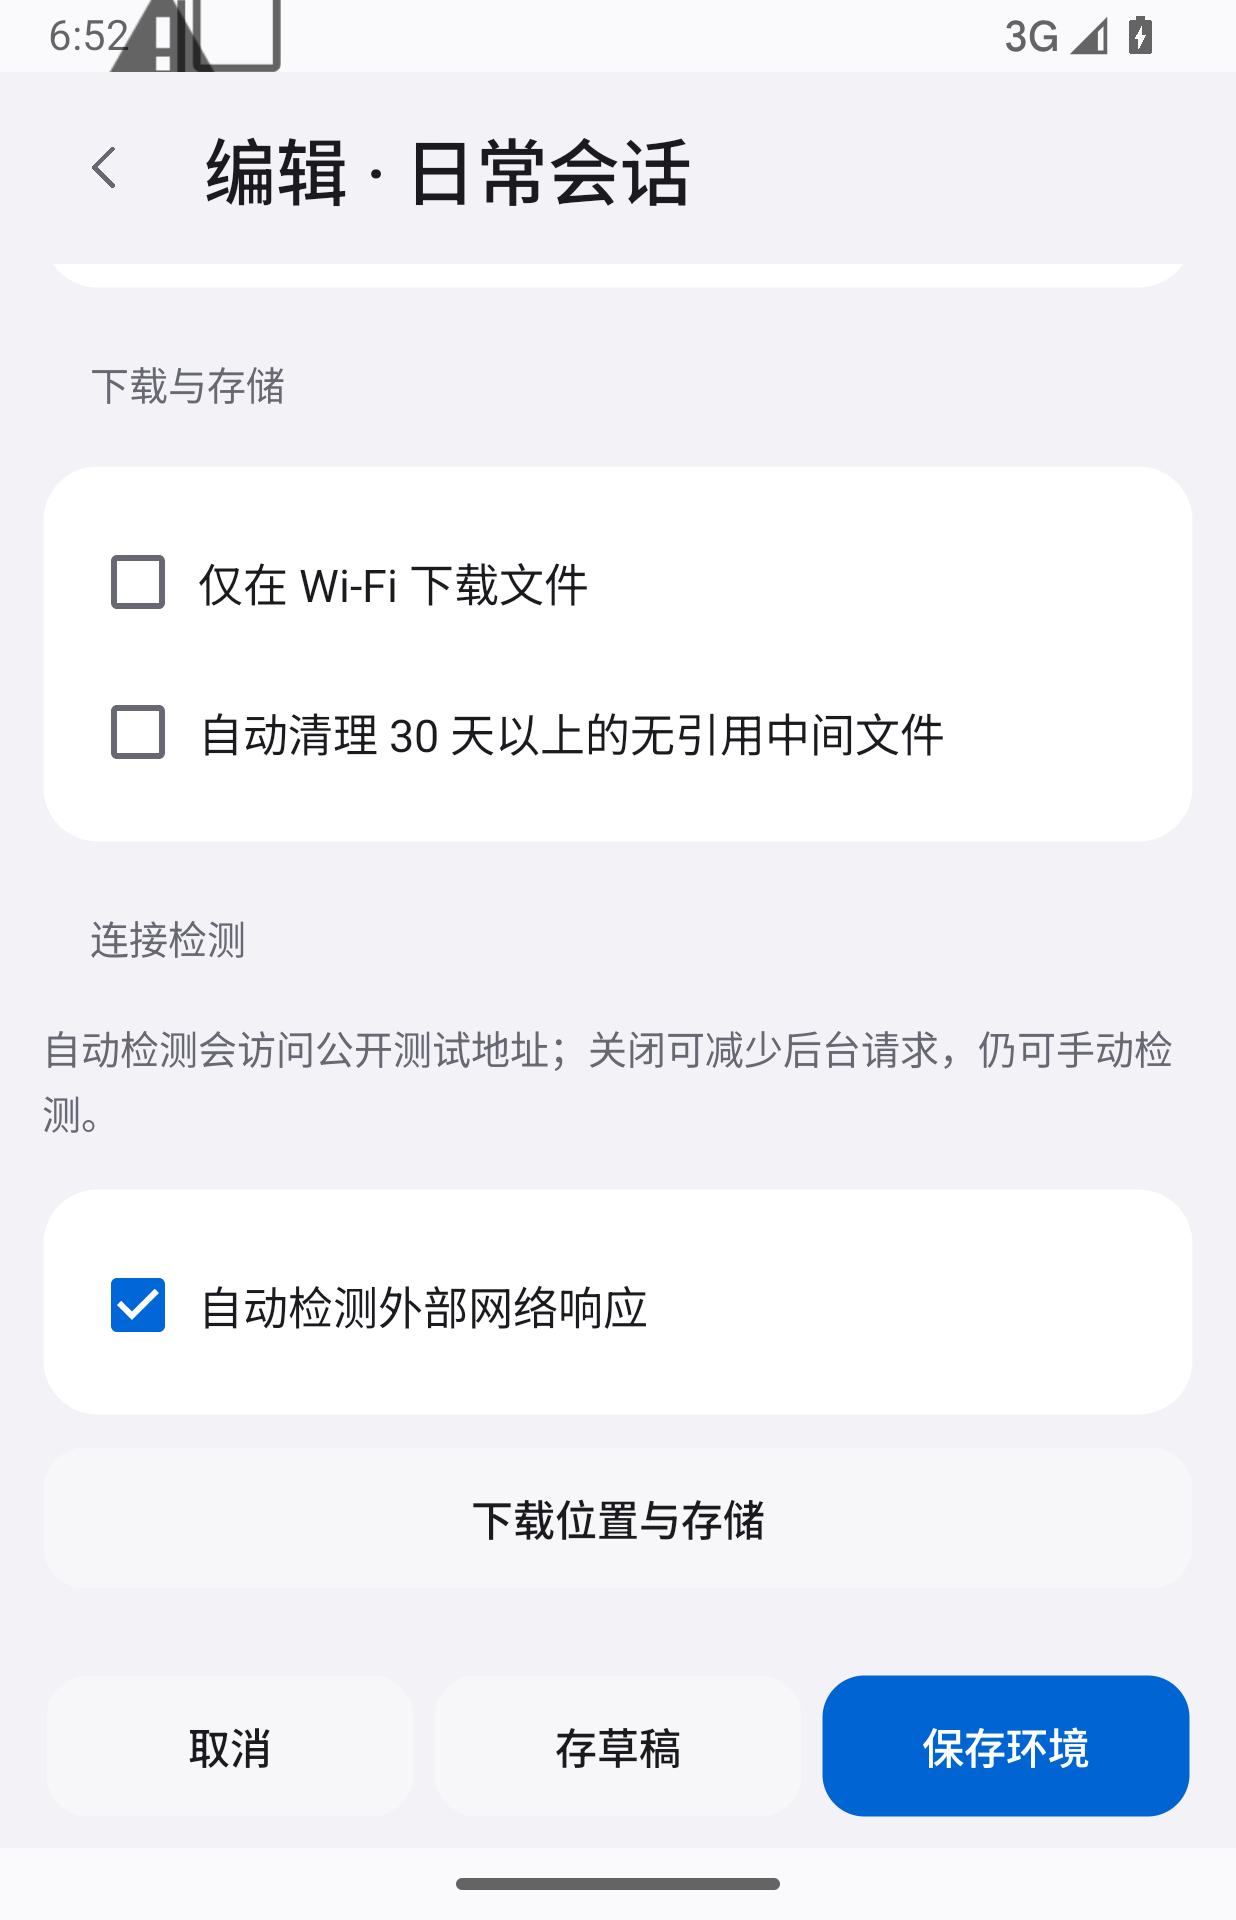 6:52
3G
编辑 · 日常会话
下载与存储
仅在 Wi-Fi 下载文件
自动清理 30 天以上的无引用中间文件
连接检测
自动检测会访问公开测试地址；关闭可减少后台请求，仍可手动检
测。
自动检测外部网络响应
下载位置与存储
取消
存草稿
保存环境